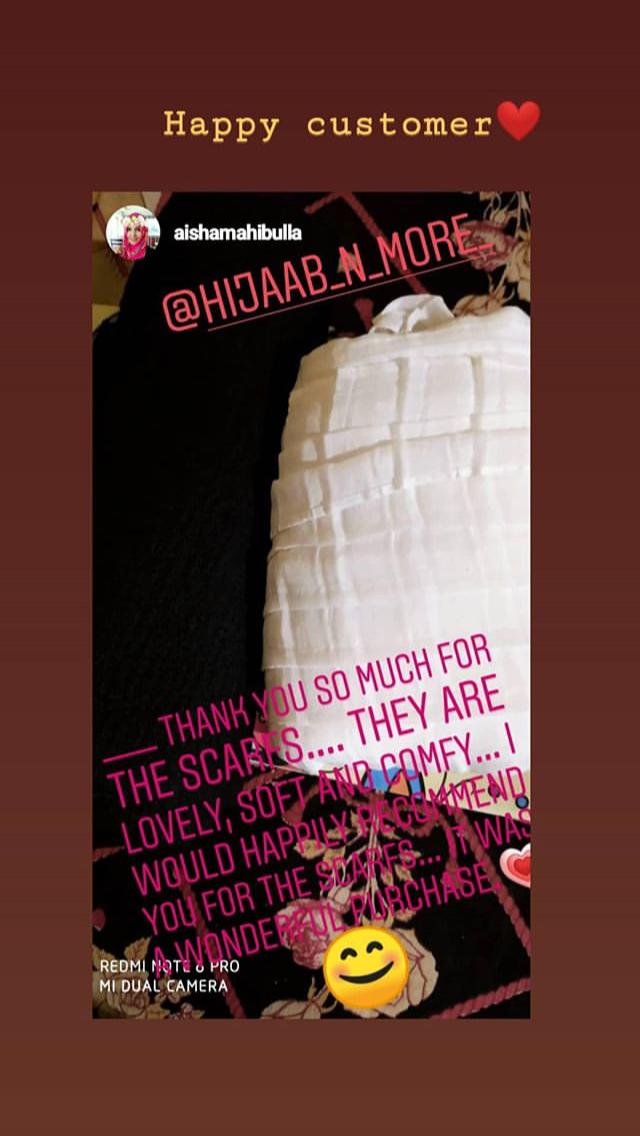 Happy customer❤️
aishamahibulla
@HIJAAB_N_MORE_
___ THANK YOU SO MUCH FOR
THE SCARFS.... THEY ARE
LOVELY, SOFT AND COMFY... I
WOULD HAPPILY RECOMMEND
YOU FOR THE SCARFS... IT WAS
A WONDERFUL PURCHASE.
REDMI NOTE 6 PRO
MI DUAL CAMERA